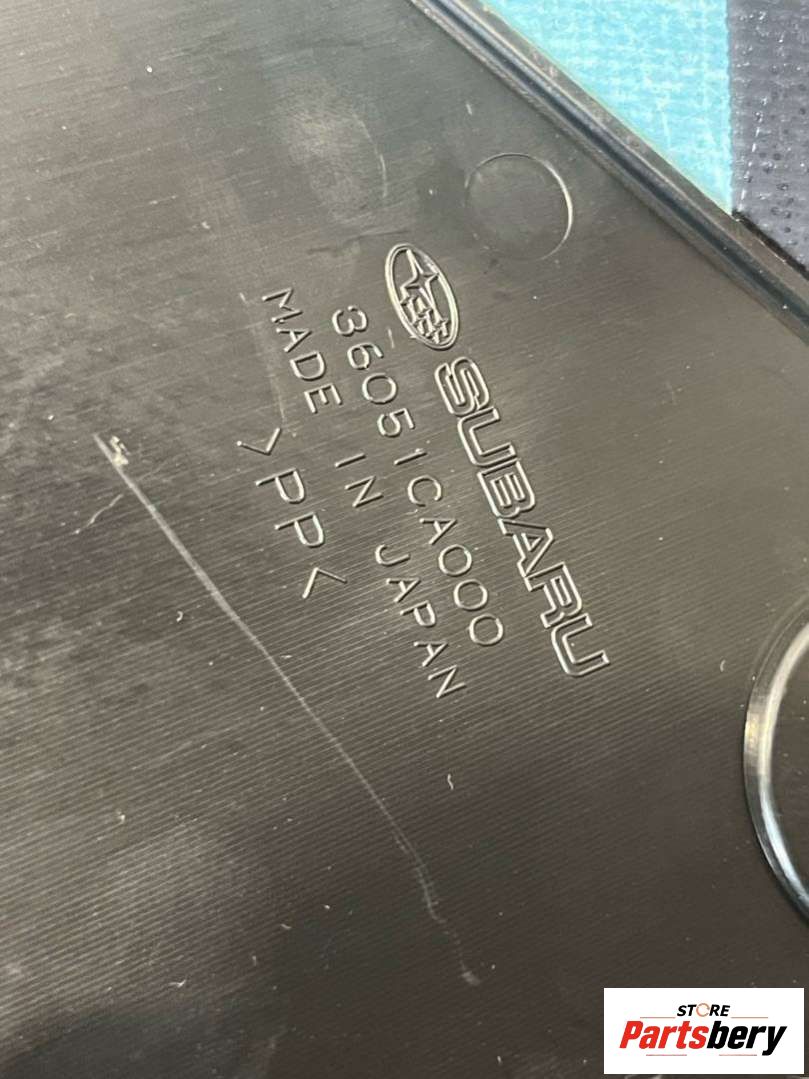 SUBARU
36051CA000
MADE IN JAPAN
>PP<
STORE
Partsbery